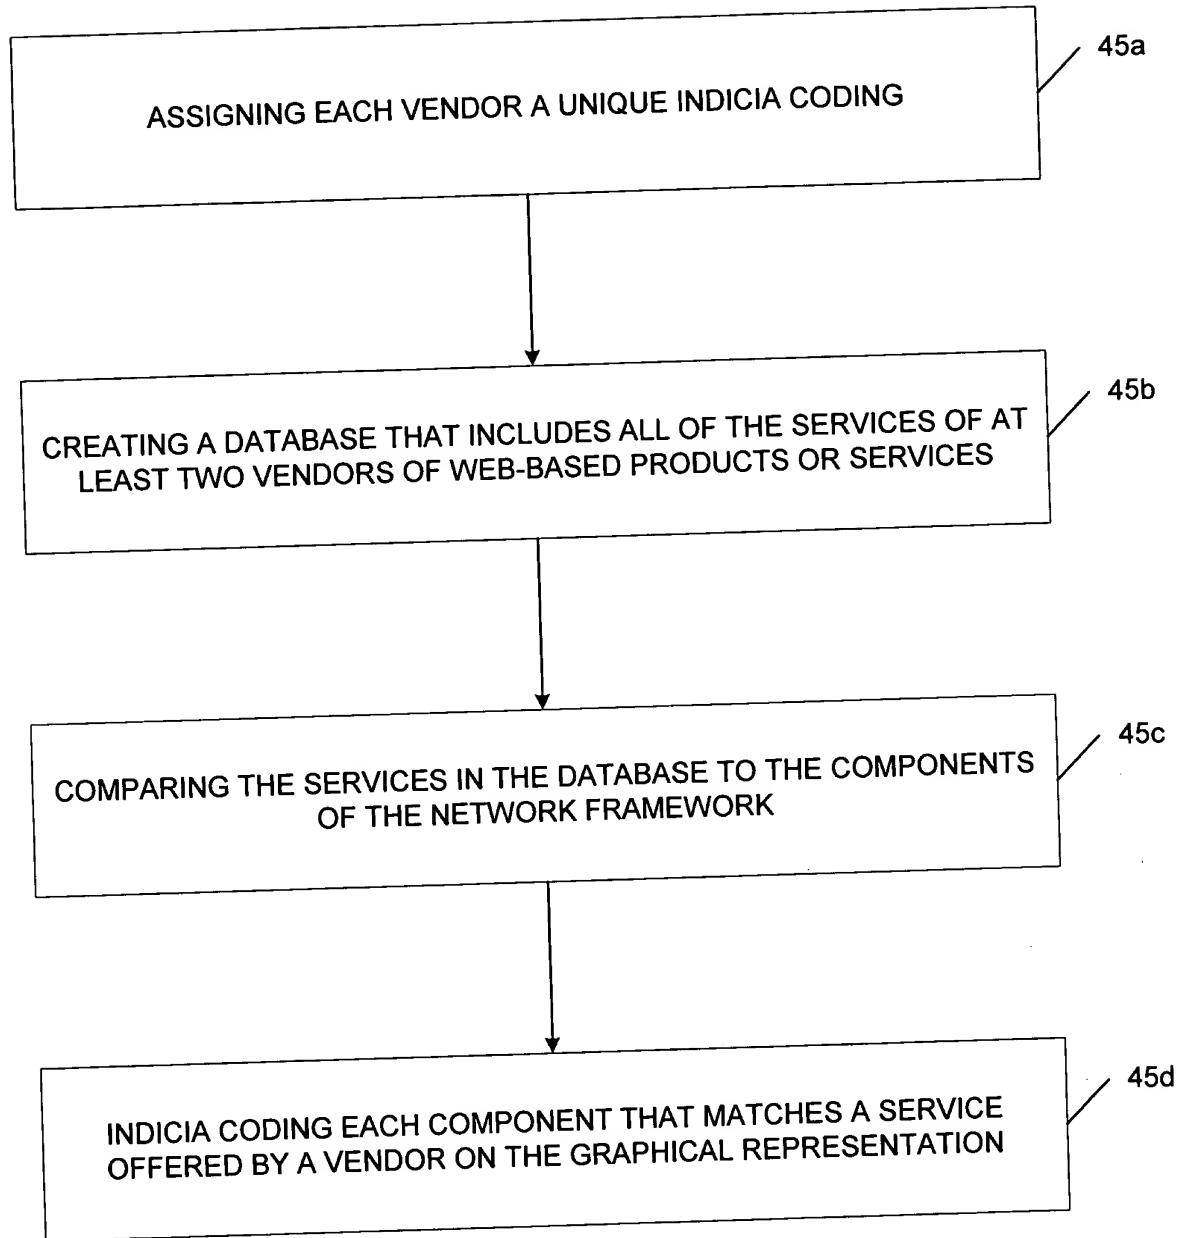 45a
ASSIGNING EACH VENDOR A UNIQUE INDICIA CODING
45b
CREATING A DATABASE THAT INCLUDES ALL OF THE SERVICES OF AT
LEAST TWO VENDORS OF WEB-BASED PRODUCTS OR SERVICES
45c
COMPARING THE SERVICES IN THE DATABASE TO THE COMPONENTS
OF THE NETWORK FRAMEWORK
45d
INDICIA CODING EACH COMPONENT THAT MATCHES A SERVICE
OFFERED BY A VENDOR ON THE GRAPHICAL REPRESENTATION